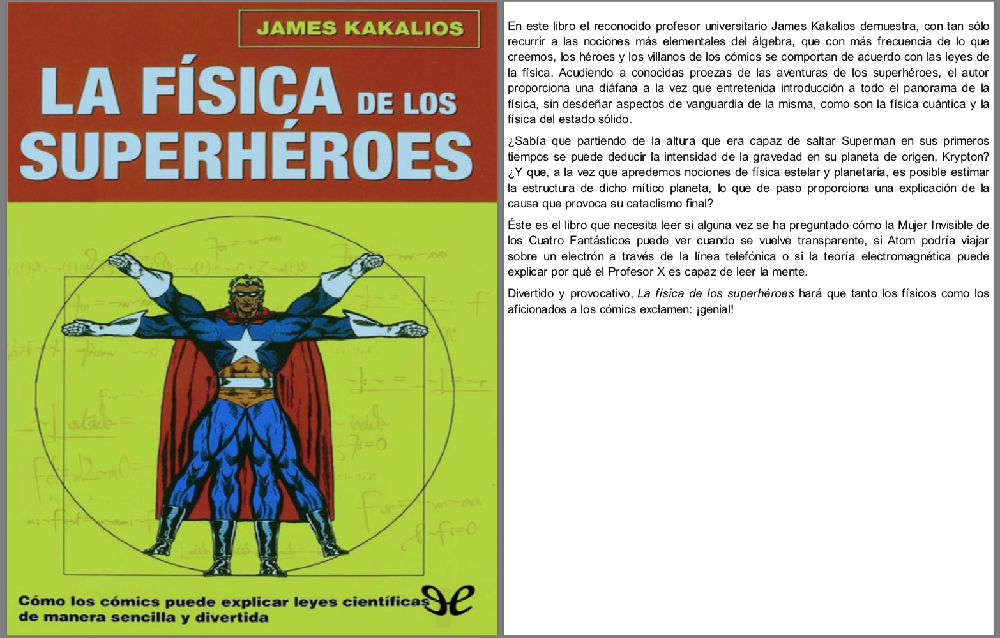 JAMES KAKALIOS
LA FÍSICA DE LOS
SUPERHÉROES
Cómo los cómics puede explicar leyes científicas
de manera sencilla y divertida
En este libro el reconocido profesor universitario James Kakalios demuestra, con tan sólo
recurrir a las nociones más elementales del álgebra, que con más frecuencia de lo que
creemos, los héroes y los villanos de los cómics se comportan de acuerdo con las leyes de
la física. Acudiendo a conocidas proezas de las aventuras de los superhéroes, el autor
proporciona una diáfana a la vez que entretenida introducción a todo el panorama de la
física, sin desdeñar aspectos de vanguardia de la misma, como son la física cuántica y la
física del estado sólido.
¿Sabía que partiendo de la altura que era capaz de saltar Superman en sus primeros
tiempos se puede deducir la intensidad de la gravedad en su planeta de origen, Krypton?
¿Y que, a la vez que apredemos nociones de física estelar y planetaria, es posible estimar
la estructura de dicho mítico planeta, lo que de paso proporciona una explicación de la
causa que provoca su cataclismo final?
Éste es el libro que necesita leer si alguna vez se ha preguntado cómo la Mujer Invisible de
los Cuatro Fantásticos puede ver cuando se vuelve transparente, si Atom podría viajar
sobre un electrón a través de la línea telefónica o si la teoría electromagnética puede
explicar por qué el Profesor X es capaz de leer la mente.
Divertido y provocativo, La física de los superhéroes hará que tanto los físicos como los
aficionados a los cómics exclamen: ¡genial!